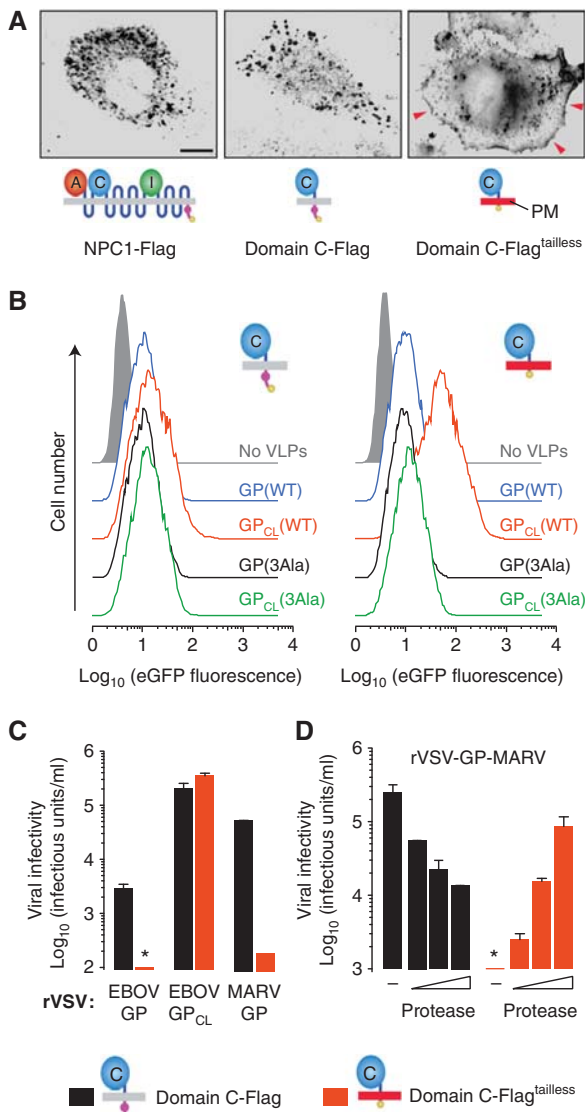 A
A C I
C
C
PM
NPC1-Flag
Domain C-Flag
Domain C-Flag^tailless
B
Cell number
C
No VLPs
GP(WT)
GP_CL(WT)
GP(3Ala)
GP_CL(3Ala)
0 1 2 3 4
Log_10 (eGFP fluorescence)
C
No VLPs
GP(WT)
GP_CL(WT)
GP(3Ala)
GP_CL(3Ala)
0 1 2 3 4
Log_10 (eGFP fluorescence)
C
Viral infectivity
Log_10 (infectious units/ml)
6
5
4
3
2
*
rVSV: EBOV GP EBOV GP_CL MARV GP
D
rVSV-GP-MARV
Viral infectivity
Log_10 (infectious units/ml)
6
5
4
3
*
– –
Protease Protease
C Domain C-Flag
C Domain C-Flag^tailless